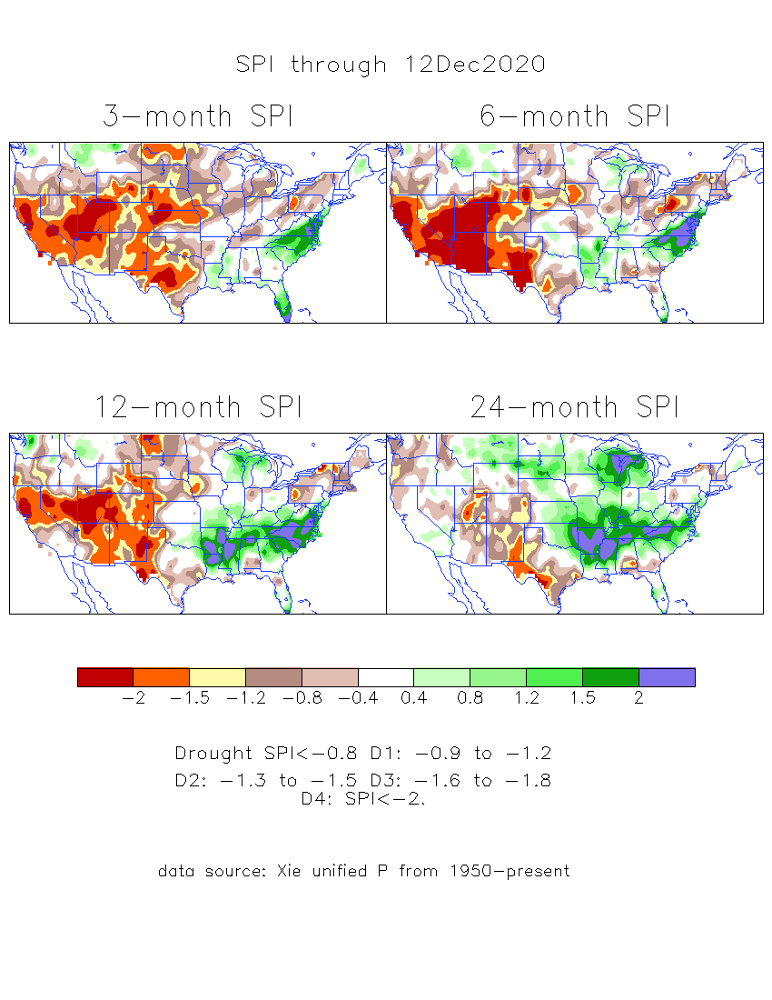 SPI through 12Dec2020
3-month SPI
6-month SPI
12-month SPI
24-month SPI
-2 -1.5 -1.2 -0.8 -0.4 0.4 0.8 1.2 1.5 2
Drought SPI<-0.8 D1: -0.9 to -1.2
D2: -1.3 to -1.5 D3: -1.6 to -1.8
D4: SPI<-2.
data source: Xie unified P from 1950-present